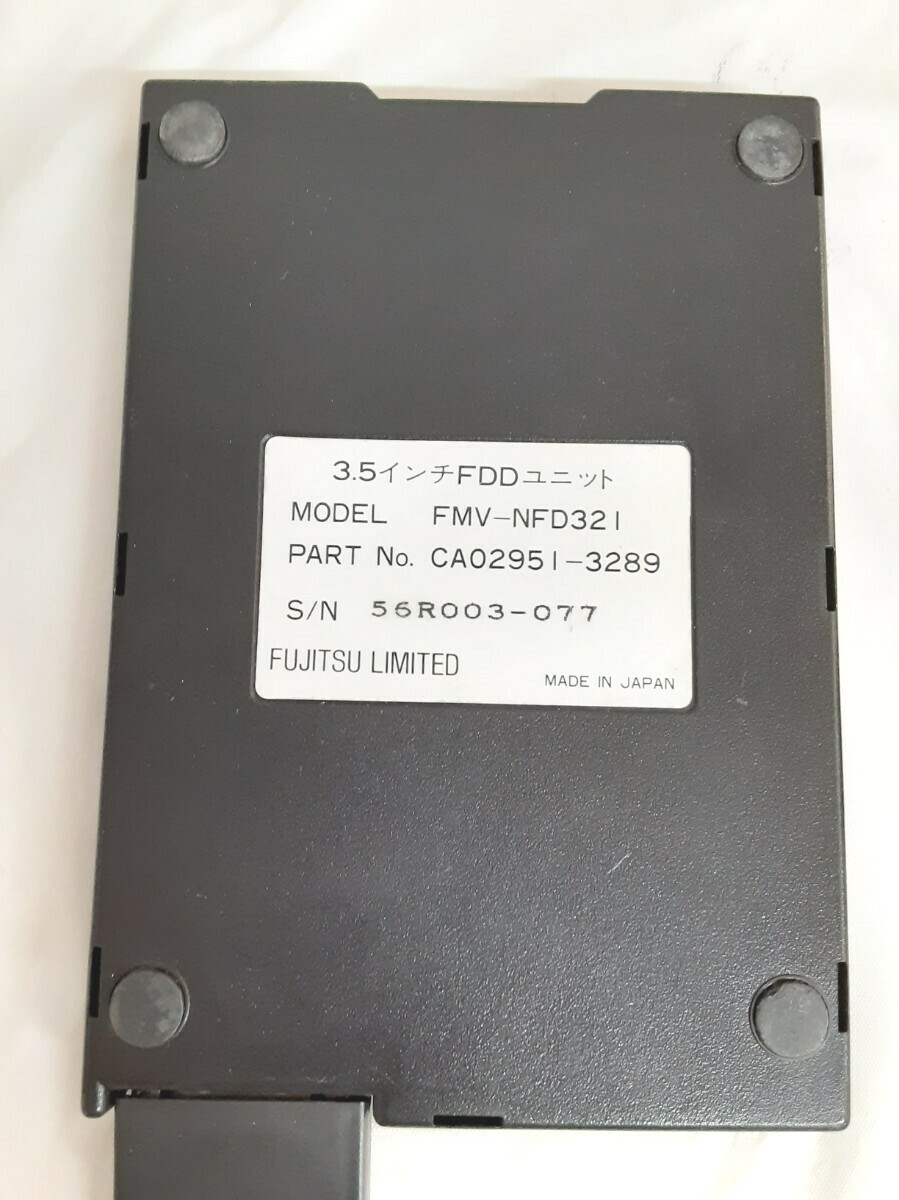 3.5インチFDDユニット
MODEL FMV-NFD321
PART No. CA02951-3289
S/N 56R003-077
FUJITSU LIMITED
MADE IN JAPAN